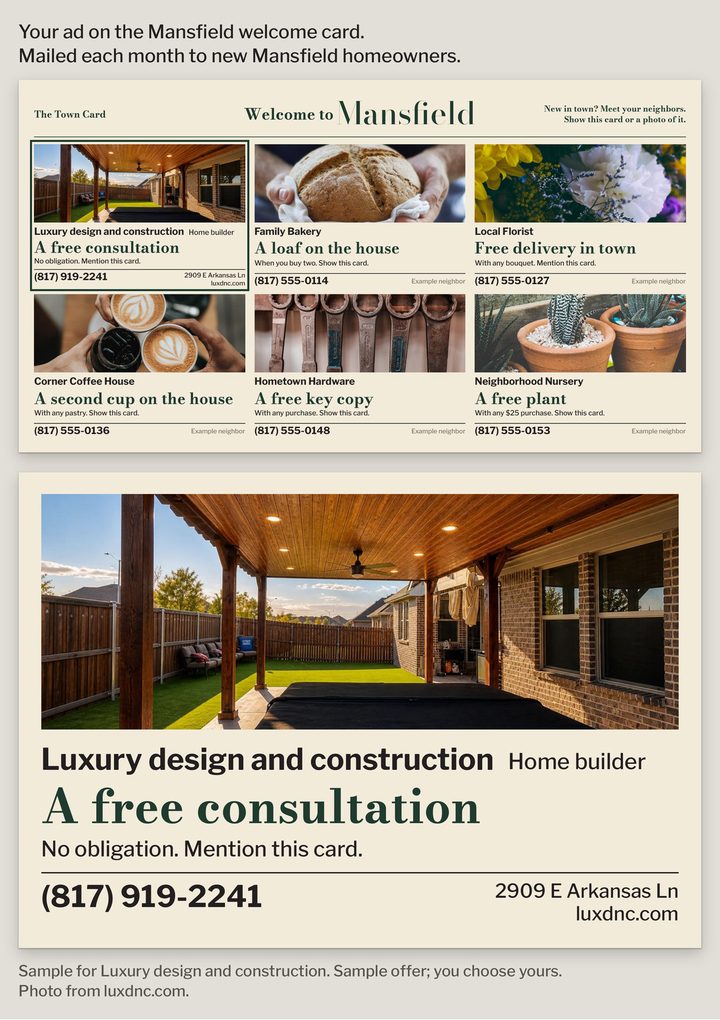 Your ad on the Mansfield welcome card.
Mailed each month to new Mansfield homeowners.
The Town Card
Welcome to Mansfield
New in town? Meet your neighbors.
Show this card or a photo of it.
Luxury design and construction Home builder
A free consultation
No obligation. Mention this card.
(817) 919-2241
2909 E Arkansas Ln
luxdnc.com
Family Bakery
A loaf on the house
When you buy two. Show this card.
(817) 555-0114
Example neighbor
Local Florist
Free delivery in town
With any bouquet. Mention this card.
(817) 555-0127
Example neighbor
Corner Coffee House
A second cup on the house
With any pastry. Show this card.
(817) 555-0136
Example neighbor
Hometown Hardware
A free key copy
With any purchase. Show this card.
(817) 555-0148
Example neighbor
Neighborhood Nursery
A free plant
With any $25 purchase. Show this card.
(817) 555-0153
Example neighbor
Luxury design and construction Home builder
A free consultation
No obligation. Mention this card.
(817) 919-2241
2909 E Arkansas Ln
luxdnc.com
Sample for Luxury design and construction. Sample offer; you choose yours.
Photo from luxdnc.com.